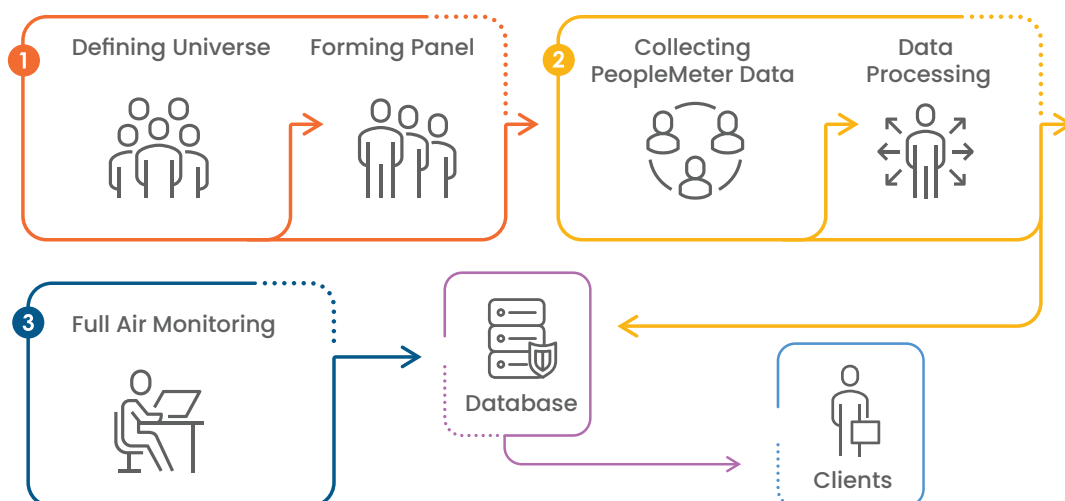 1
Defining Universe
Forming Panel
2
Collecting
PeopleMeter Data
Data
Processing
3
Full Air Monitoring
Database
Clients